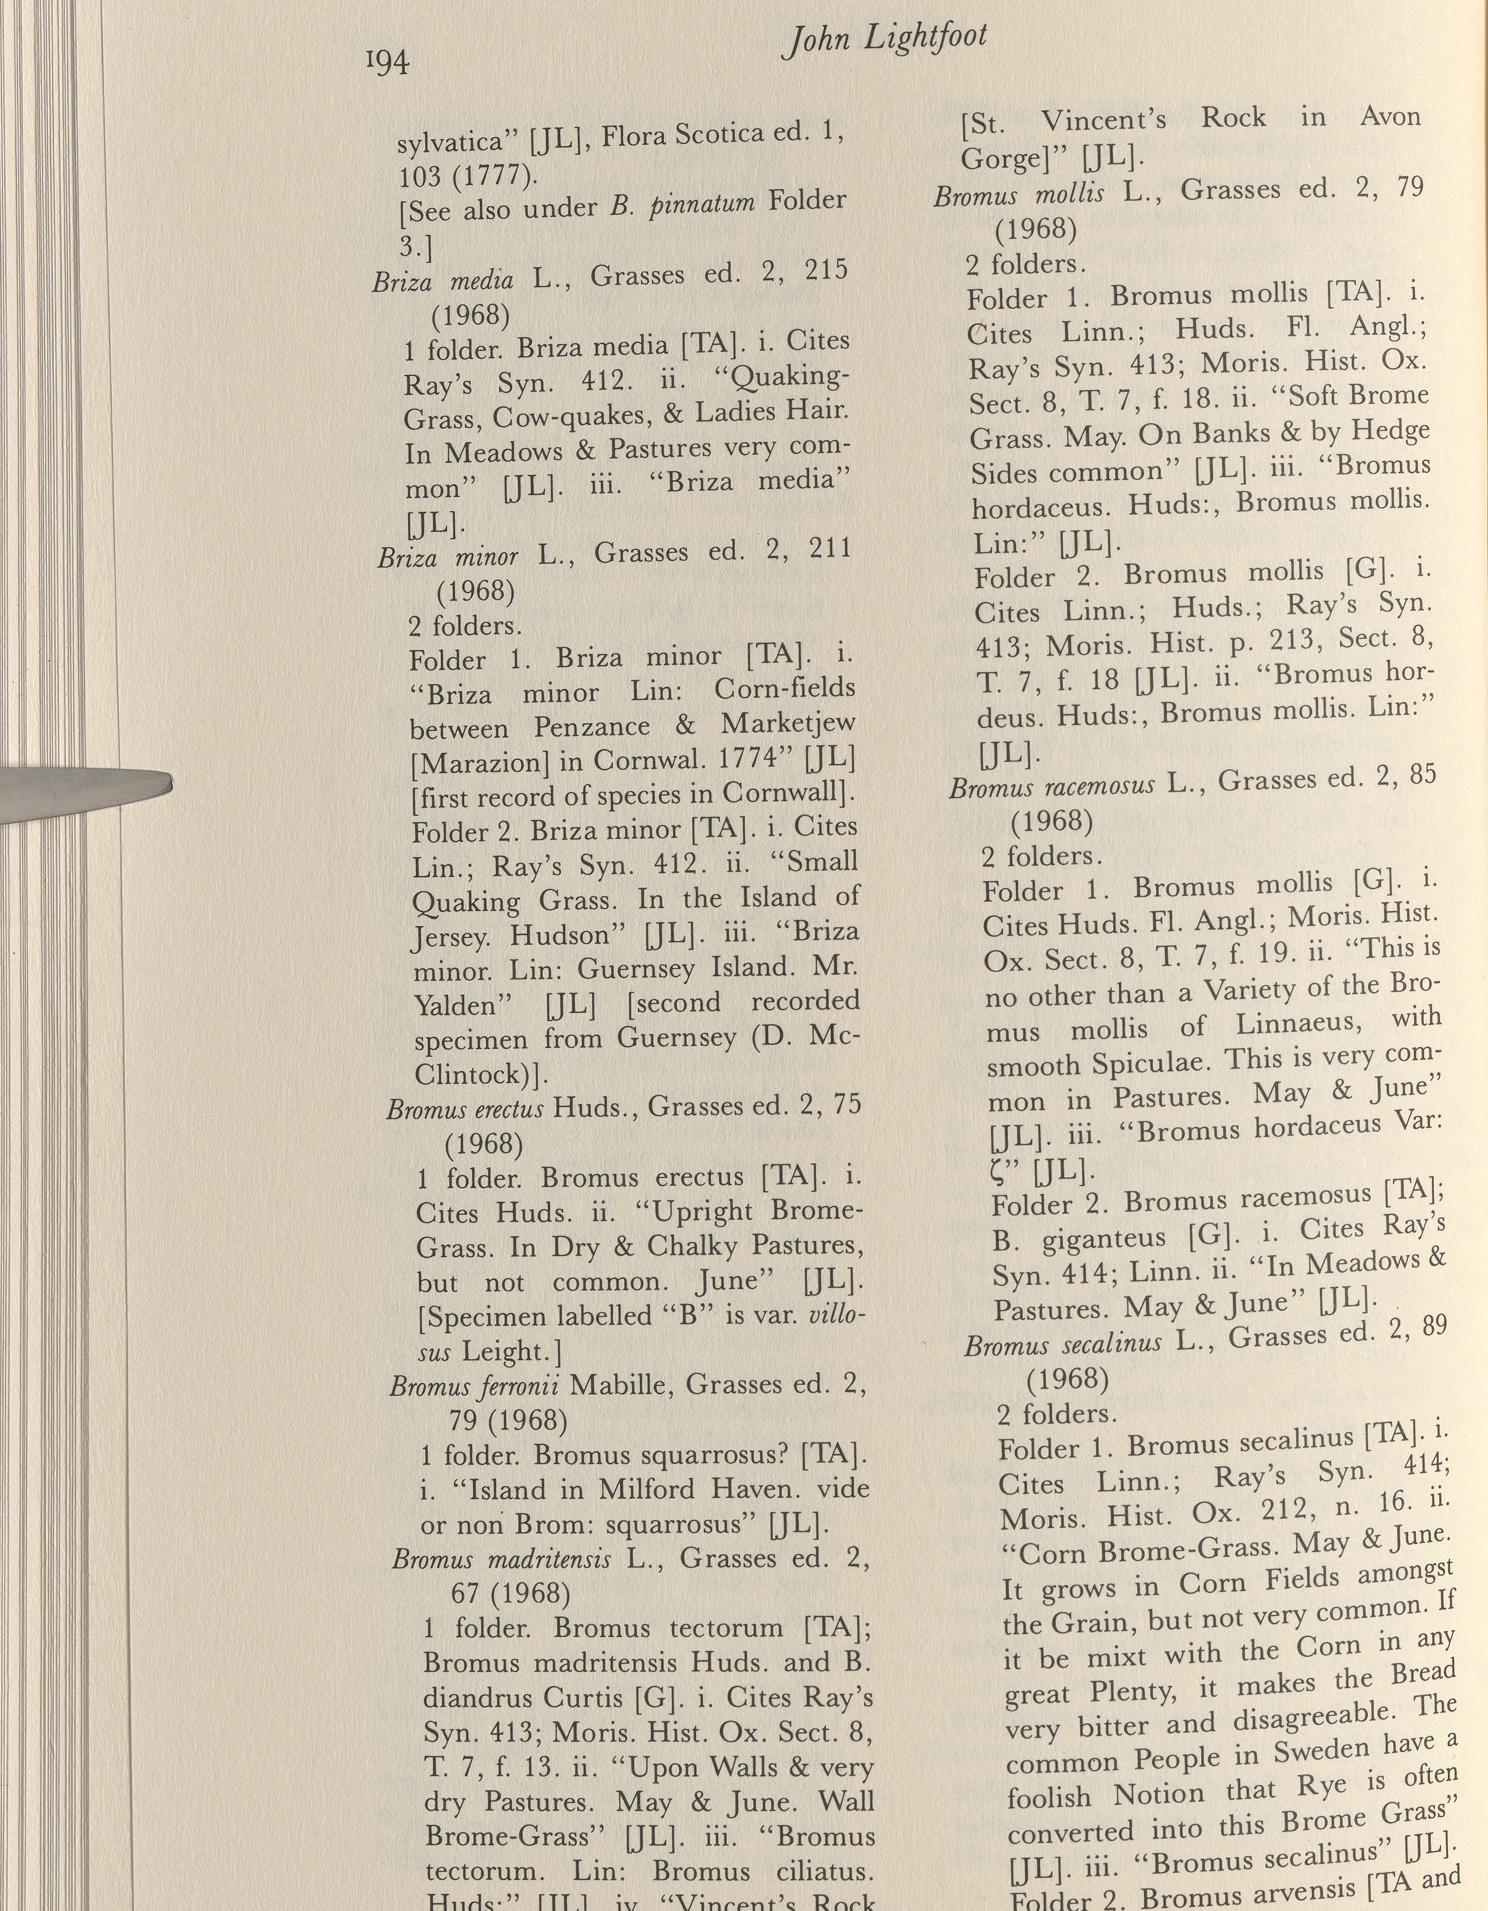 194
John Lightfoot
sylvatica” [JL], Flora Scotica ed. 1,
103 (1777).
[See also under B. pinnatum Folder
3.]
Briza media L., Grasses ed. 2, 215
(1968)
1 folder. Briza media [TA]. i. Cites
Ray’s Syn. 412. ii. “Quaking-
Grass, Cow-quakes, & Ladies Hair.
In Meadows & Pastures very com-
mon” [JL]. iii. “Briza media”
[JL].
Briza minor L., Grasses ed. 2, 211
(1968)
2 folders.
Folder 1. Briza minor [TA]. i.
“Briza minor Lin: Corn-fields
between Penzance & Marketjew
[Marazion] in Cornwal. 1774” [JL]
[first record of species in Cornwall].
Folder 2. Briza minor [TA]. i. Cites
Lin.; Ray’s Syn. 412. ii. “Small
Quaking Grass. In the Island of
Jersey. Hudson” [JL]. iii. “Briza
minor. Lin: Guernsey Island. Mr.
Yalden” [JL] [second recorded
specimen from Guernsey (D. Mc-
Clintock)].
Bromus erectus Huds., Grasses ed. 2, 75
(1968)
1 folder. Bromus erectus [TA]. i.
Cites Huds. ii. “Upright Brome-
Grass. In Dry & Chalky Pastures,
but not common. June” [JL].
[Specimen labelled “B” is var. villo-
sus Leight.]
Bromus ferronii Mabille, Grasses ed. 2,
79 (1968)
1 folder. Bromus squarrosus? [TA].
i. “Island in Milford Haven. vide
or non Brom: squarrosus” [JL].
Bromus madritensis L., Grasses ed. 2,
67 (1968)
1 folder. Bromus tectorum [TA];
Bromus madritensis Huds. and B.
diandrus Curtis [G]. i. Cites Ray’s
Syn. 413; Moris. Hist. Ox. Sect. 8,
T. 7, f. 13. ii. “Upon Walls & very
dry Pastures. May & June. Wall
Brome-Grass” [JL]. iii. “Bromus
tectorum. Lin: Bromus ciliatus.
Huds:” [JL]. iv. “Vincent’s Rock
[St. Vincent’s Rock in Avon
Gorge]” [JL].
Bromus mollis L., Grasses ed. 2, 79
(1968)
2 folders.
Folder 1. Bromus mollis [TA]. i.
Cites Linn.; Huds. Fl. Angl.;
Ray’s Syn. 413; Moris. Hist. Ox.
Sect. 8, T. 7, f. 18. ii. “Soft Brome
Grass. May. On Banks & by Hedge
Sides common” [JL]. iii. “Bromus
hordaceus. Huds:, Bromus mollis.
Lin:” [JL].
Folder 2. Bromus mollis [G]. i.
Cites Linn.; Huds.; Ray’s Syn.
413; Moris. Hist. p. 213, Sect. 8,
T. 7, f. 18 [JL]. ii. “Bromus hor-
deus. Huds:, Bromus mollis. Lin:”
[JL].
Bromus racemosus L., Grasses ed. 2, 85
(1968)
2 folders.
Folder 1. Bromus mollis [G]. i.
Cites Huds. Fl. Angl.; Moris. Hist.
Ox. Sect. 8, T. 7, f. 19. ii. “This is
no other than a Variety of the Bro-
mus mollis of Linnaeus, with
smooth Spiculae. This is very com-
mon in Pastures. May & June”
[JL]. iii. “Bromus hordaceus Var:
ζ” [JL].
Folder 2. Bromus racemosus [TA];
B. giganteus [G]. i. Cites Ray’s
Syn. 414; Linn. ii. “In Meadows &
Pastures. May & June” [JL].
Bromus secalinus L., Grasses ed. 2, 89
(1968)
2 folders.
Folder 1. Bromus secalinus [TA]. i.
Cites Linn.; Ray’s Syn. 414;
Moris. Hist. Ox. 212, n. 16. ii.
“Corn Brome-Grass. May & June.
It grows in Corn Fields amongst
the Grain, but not very common. If
it be mixt with the Corn in any
great Plenty, it makes the Bread
very bitter and disagreeable. The
common People in Sweden have a
foolish Notion that Rye is often
converted into this Brome Grass”
[JL]. iii. “Bromus secalinus” [JL].
Folder 2. Bromus arvensis [TA and